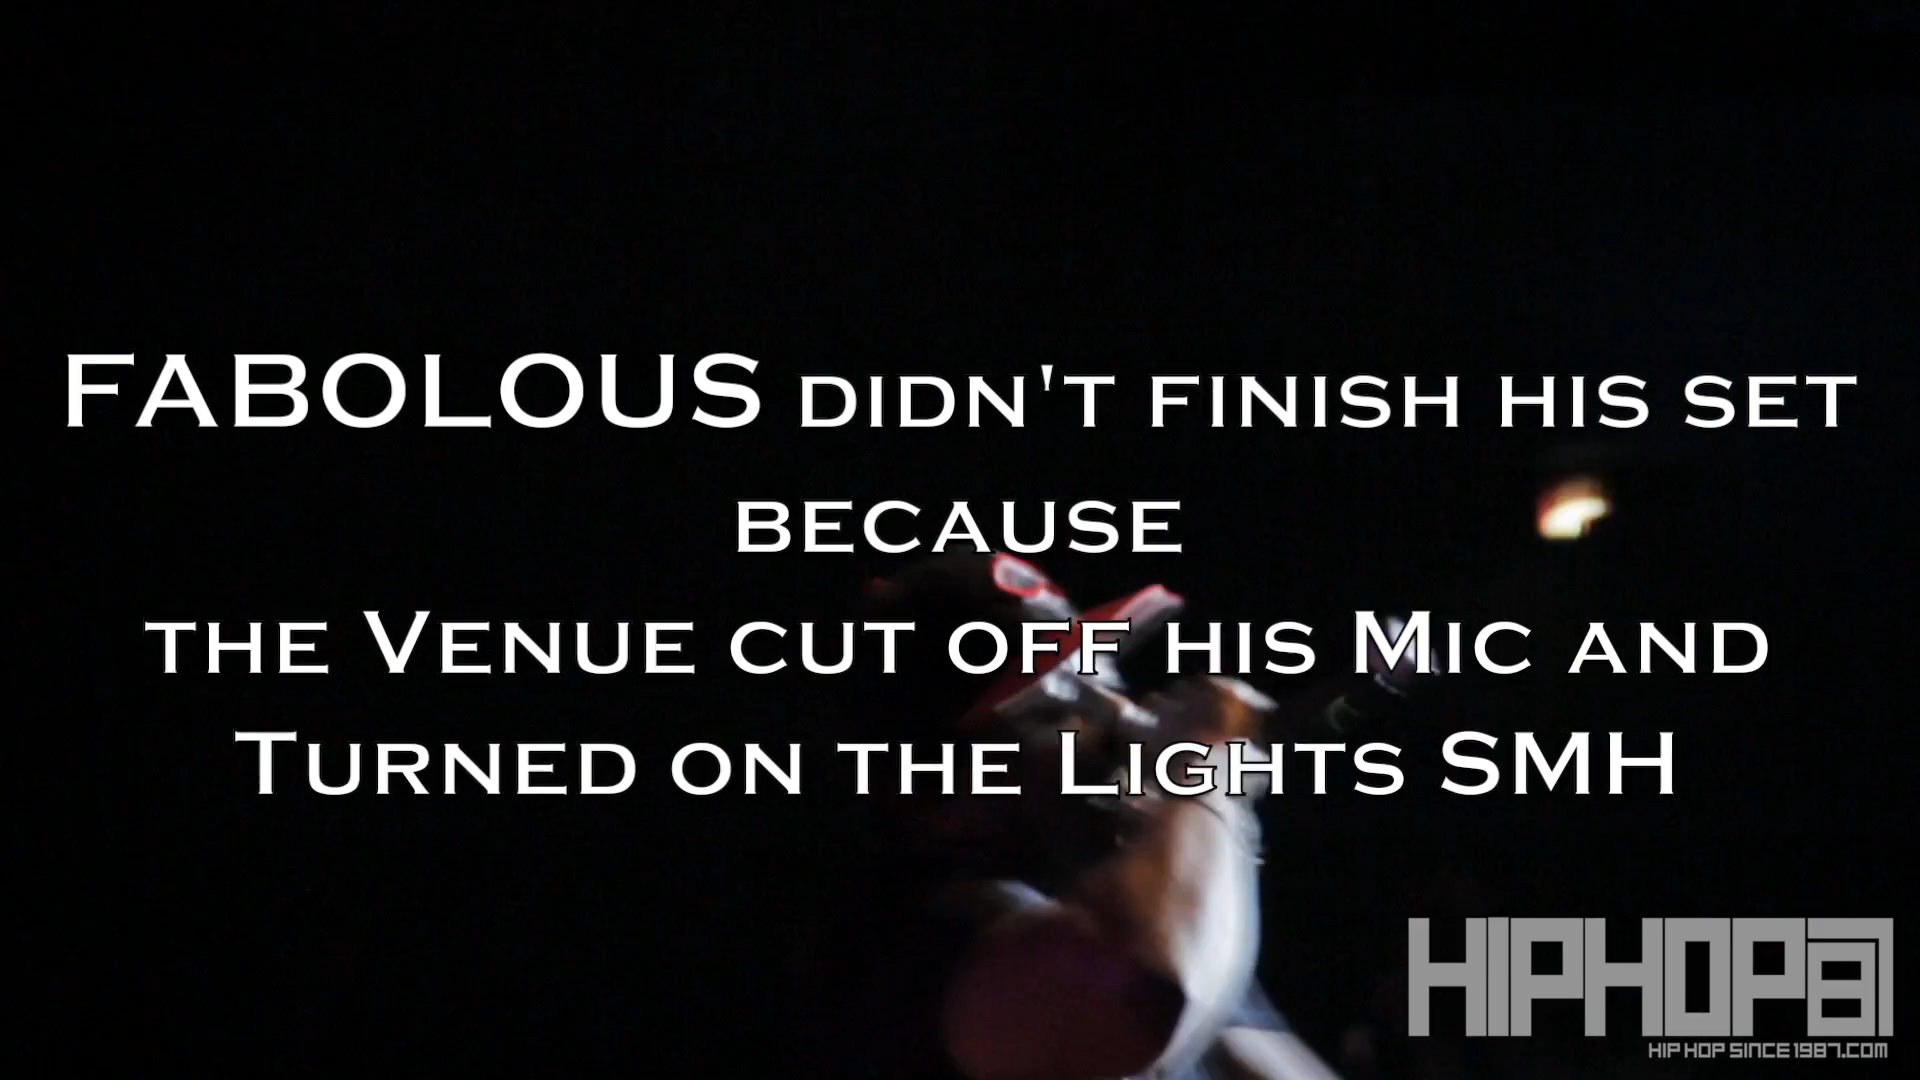 FABOLOUS DIDN'T FINISH HIS SET
BECAUSE
THE VENUE CUT OFF HIS MIC AND
TURNED ON THE LIGHTS SMH
HIPHOP87
HIP HOP SINCE 1987.COM